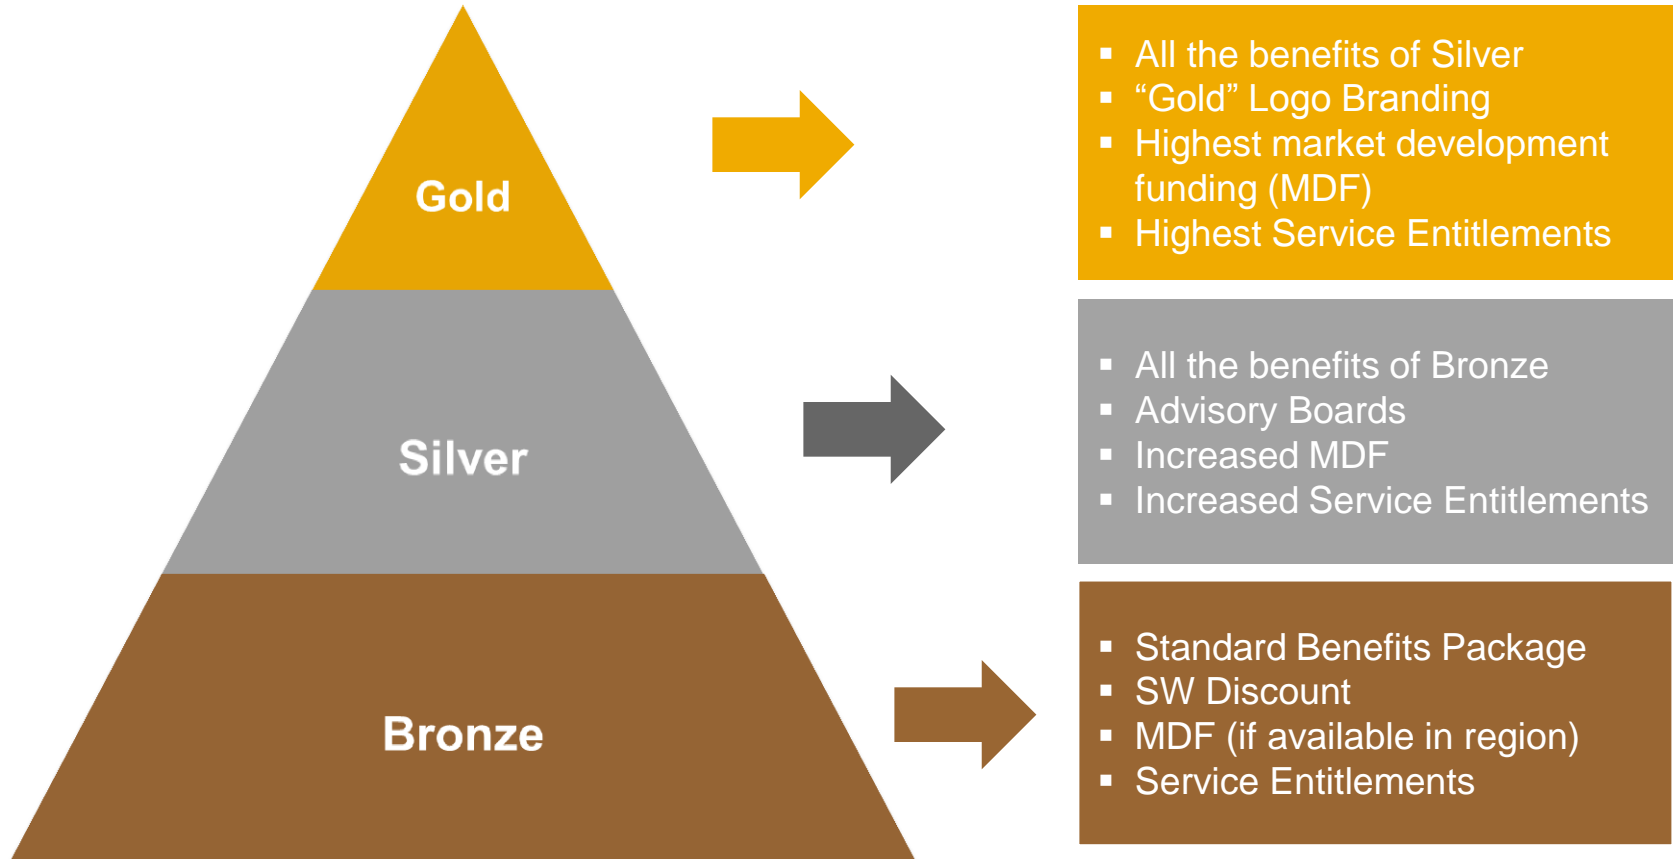 Gold
▪ All the benefits of Silver
▪ “Gold” Logo Branding
▪ Highest market development
funding (MDF)
▪ Highest Service Entitlements
Silver
▪ All the benefits of Bronze
▪ Advisory Boards
▪ Increased MDF
▪ Increased Service Entitlements
Bronze
▪ Standard Benefits Package
▪ SW Discount
▪ MDF (if available in region)
▪ Service Entitlements